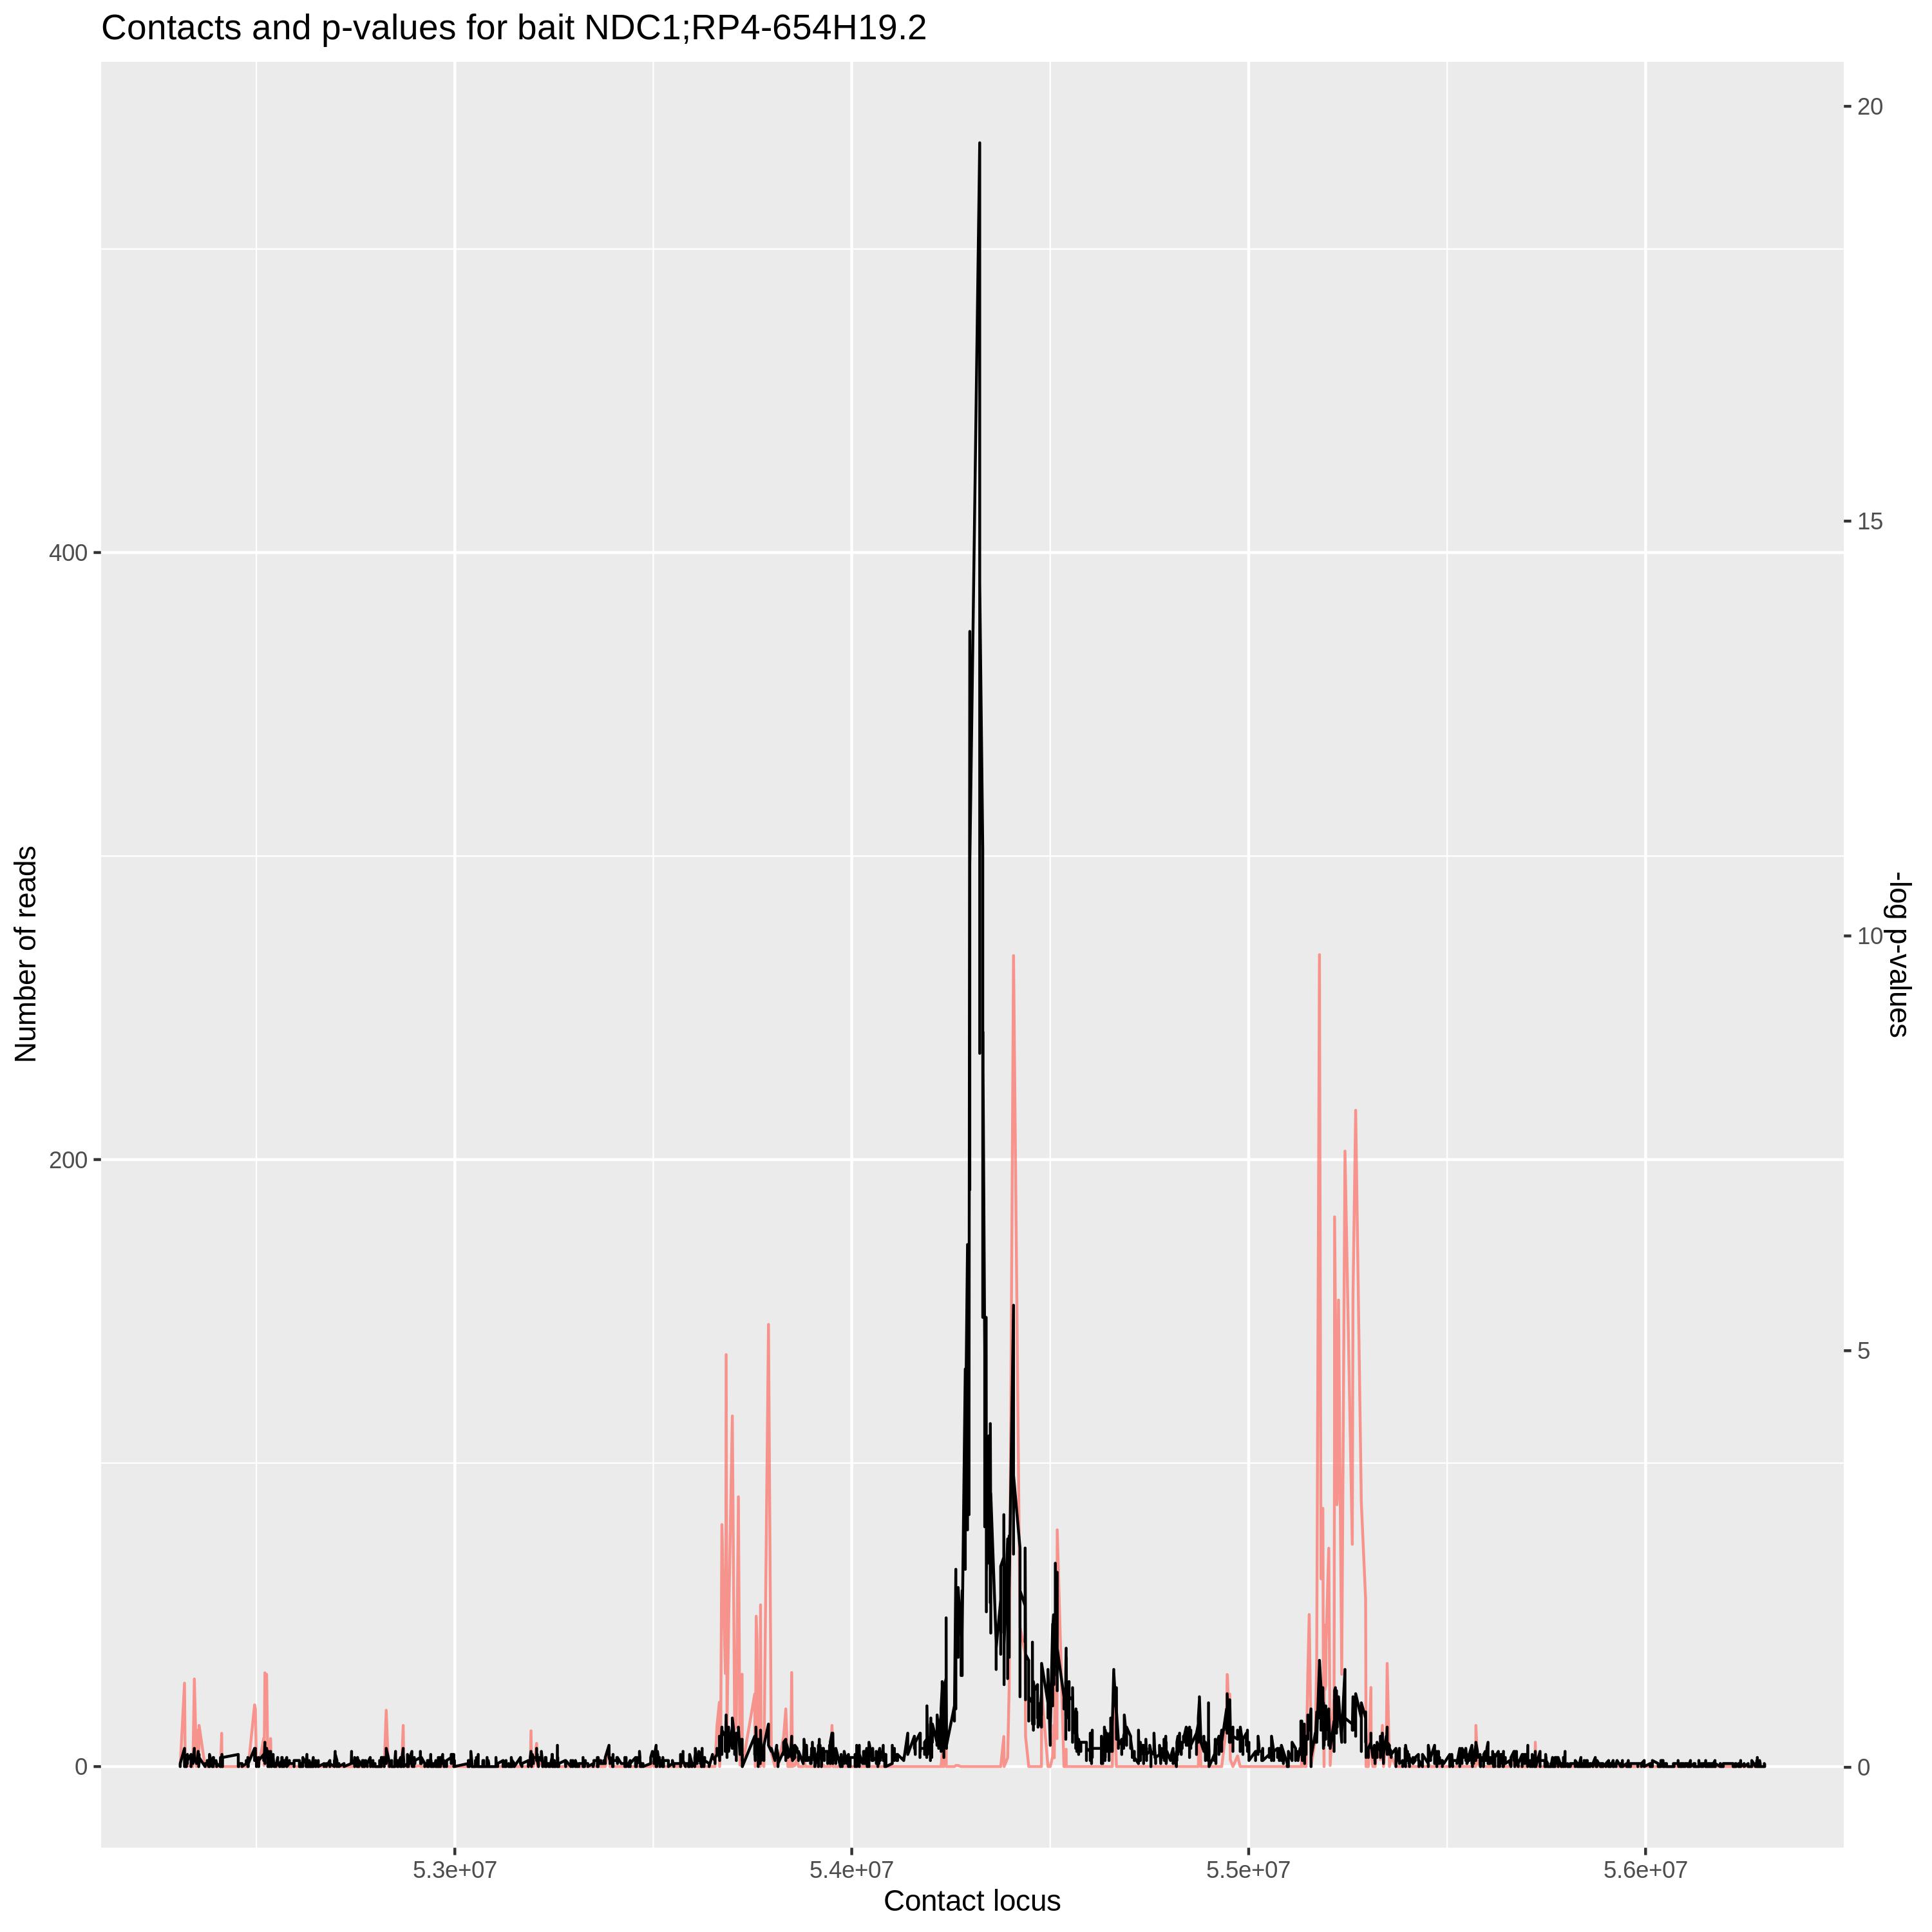 Contacts and p-values for bait NDC1;RP4-654H19.2
Number of reads
400
200
0
20
15
10
5
0
-log p-values
5.3e+07
5.4e+07
5.5e+07
5.6e+07
Contact locus